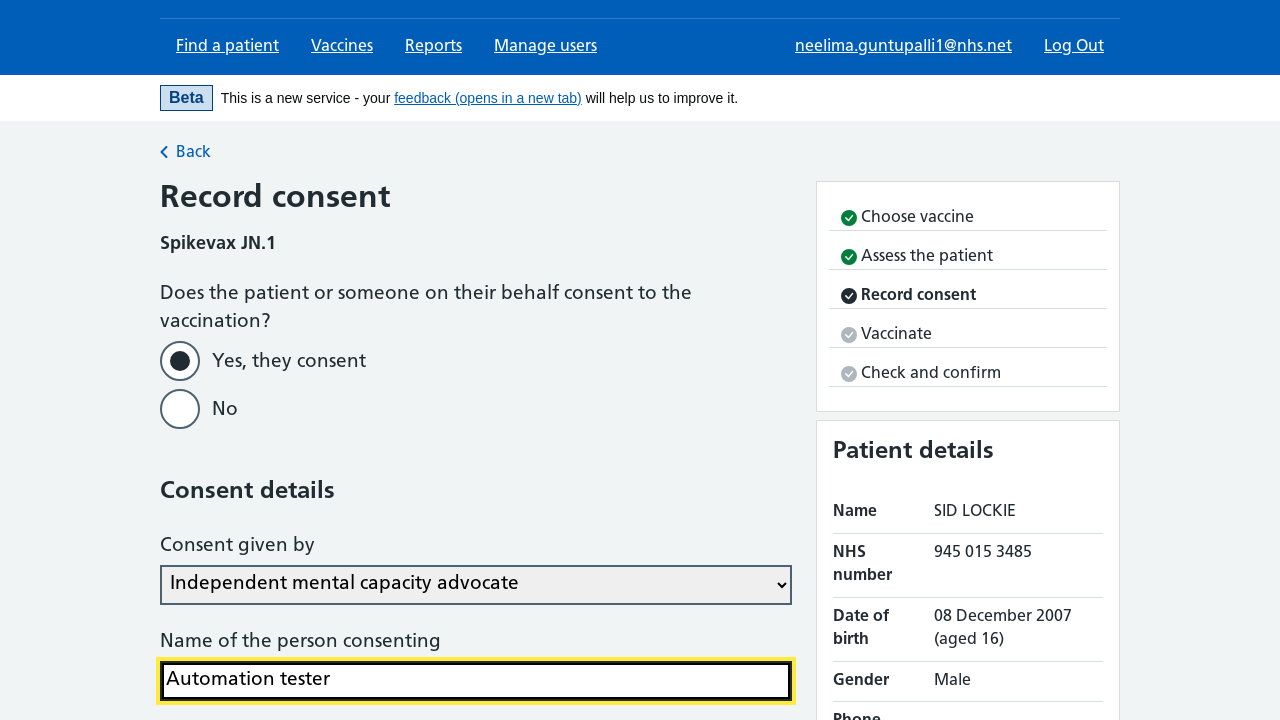 Find a patient
Vaccines
Reports
Manage users
neelima.guntupalli1@nhs.net
Log Out
Beta
This is a new service - your feedback (opens in a new tab) will help us to improve it.
Back
Record consent
Spikevax JN.1
Does the patient or someone on their behalf consent to the
vaccination?
Yes, they consent
No
Consent details
Consent given by
Independent mental capacity advocate
Name of the person consenting
Automation tester
Choose vaccine
Assess the patient
Record consent
Vaccinate
Check and confirm
Patient details
Name SID LOCKIE
NHS number 945 015 3485
Date of birth 08 December 2007 (aged 16)
Gender Male
Phone